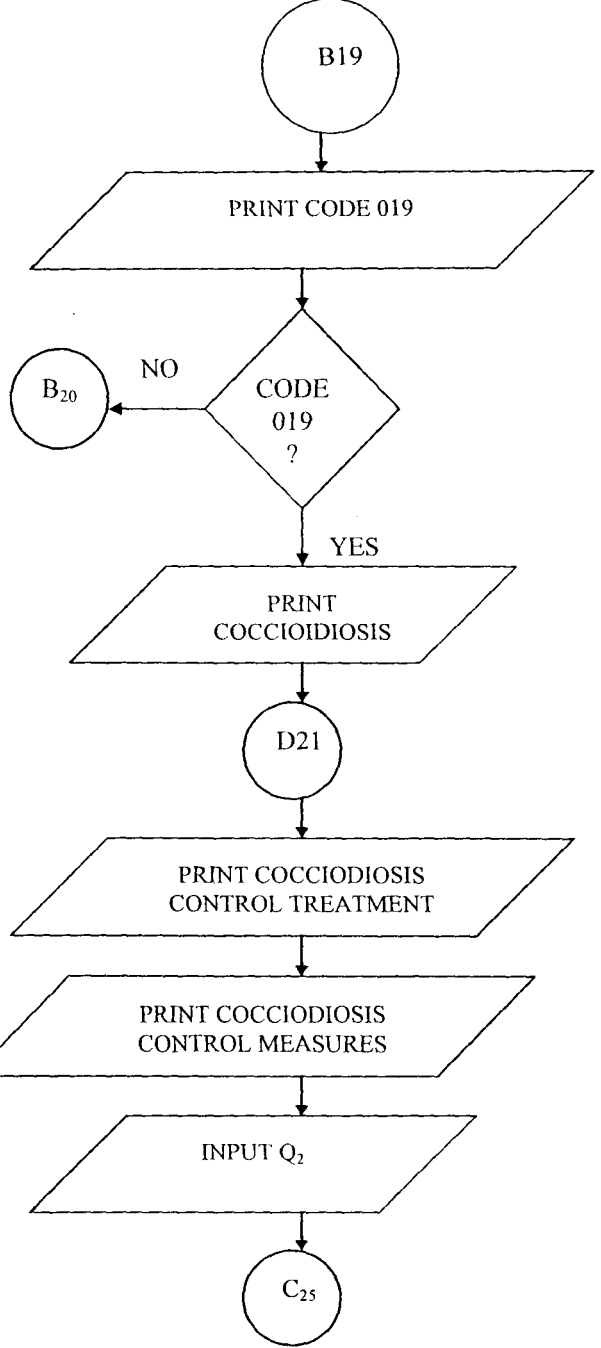 B19
PRINT CODE 019
NO
B₂₀
CODE
019
?
YES
PRINT
COCCIOIDIOSIS
D21
PRINT COCCIODIOSIS
CONTROL TREATMENT
PRINT COCCIODIOSIS
CONTROL MEASURES
INPUT Q₂
C₂₅